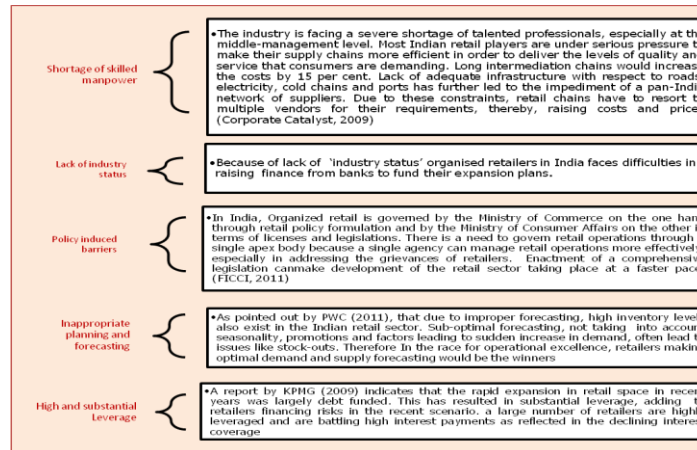 Shortage of skilled
manpower
•The industry is facing a severe shortage of talented professionals, especially at the
middle-management level. Most Indian retail players are under serious pressure t
make their supply chains more efficient in order to deliver the levels of quality and
service that consumers are demanding. Long intermediation chains would increase
the costs by 15 per cent. Lack of adequate infrastructure with respect to roads
electricity, cold chains and ports has further led to the impediment of a pan-India
network of suppliers. Due to these constraints, retail chains have to resort t
multiple vendors for their requirements, thereby, raising costs and price
(Corporate Catalyst, 2009)
Lack of industry
status
•Because of lack of 'industry status' organised retailers in India faces difficulties in
raising finance from banks to fund their expansion plans.
Policy induced
barriers
•In India, Organized retail is governed by the Ministry of Commerce on the one hand
through retail policy formulation and by the Ministry of Consumer Affairs on the other i
terms of licenses and legislations. There is a need to govern retail operations through
single apex body because a single agency can manage retail operations more effectively
especially in addressing the grievances of retailers. Enactment of a comprehensive
legislation canmake development of the retail sector taking place at a faster pace
(FICCI, 2011)
Inappropriate
planning and
forecasting
•As pointed out by PWC (2011), that due to improper forecasting, high inventory level
also exist in the Indian retail sector. Sub-optimal forecasting, not taking into accoun
seasonality, promotions and factors leading to sudden increase in demand, often lead t
issues like stock-outs. Therefore In the race for operational excellence, retailers makin
optimal demand and supply forecasting would be the winners
High and substantial
Leverage
•A report by KPMG (2009) indicates that the rapid expansion in retail space in recen
years was largely debt funded. This has resulted in substantial leverage, adding t
retailers financing risks in the recent scenario. a large number of retailers are highl
leveraged and are battling high interest payments as reflected in the declining interes
coverage